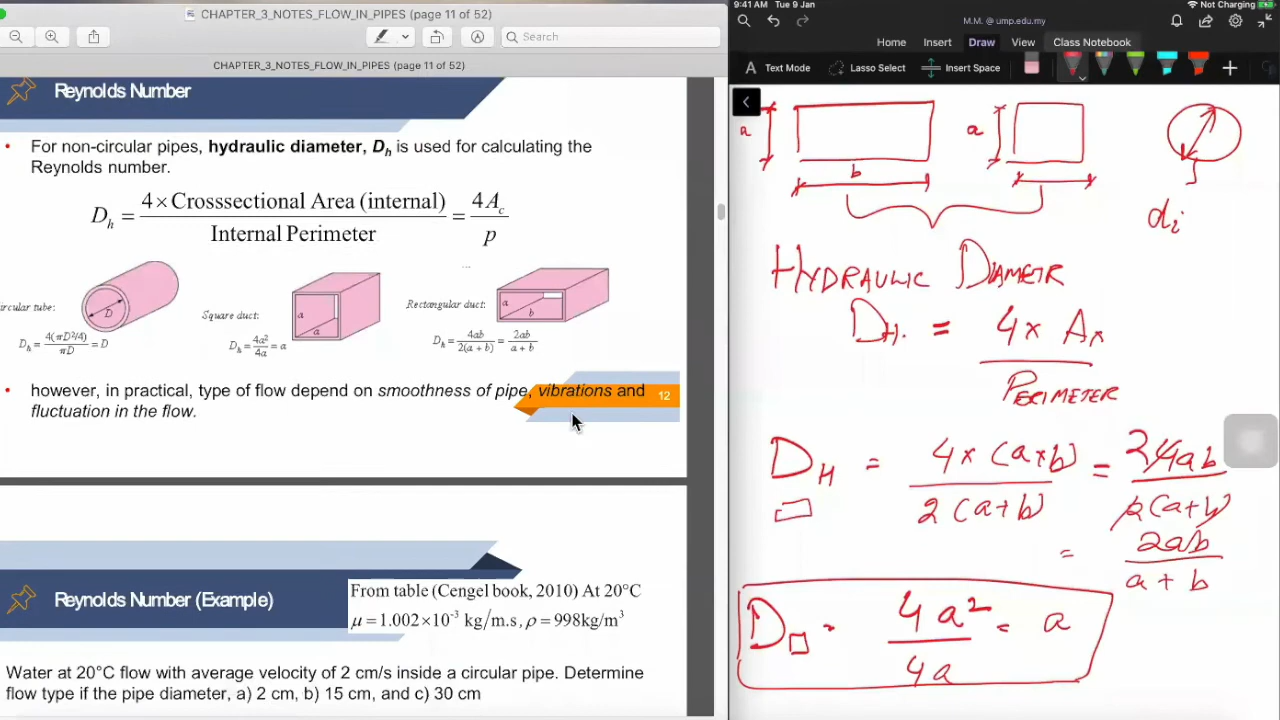 CHAPTER_3_NOTES_FLOW_IN_PIPES (page 11 of 52)
Search
CHAPTER_3_NOTES_FLOW_IN_PIPES (page 11 of 52)
Reynolds Number
• For non-circular pipes, hydraulic diameter, Dh is used for calculating the
Reynolds number.
Dh = 4 × Crosssectional Area (internal) / Internal Perimeter = 4Ac / p
...
ircular tube:
D
Dh = 4(πD²/4) / πD = D
Square duct:
a
a
Dh = 4a² / 4a = a
Rectangular duct:
a
b
Dh = 4ab / 2(a + b) = 2ab / a + b
• however, in practical, type of flow depend on smoothness of pipe, vibrations and
fluctuation in the flow.
12
Reynolds Number (Example)
From table (Cengel book, 2010) At 20°C
μ = 1.002×10⁻³ kg/m.s , ρ = 998kg/m³
Water at 20°C flow with average velocity of 2 cm/s inside a circular pipe. Determine
flow type if the pipe diameter, a) 2 cm, b) 15 cm, and c) 30 cm
9:41 AM Tue 9 Jan
Not Charging
M.M. @ ump.edu.my
Home Insert Draw View Class Notebook
A Text Mode Lasso Select Insert Space
a
b
a
di
HYDRAULIC DIAMETR
DH. = 4 × Ax / PERIMETER
DH = 4 × (a×b) / 2 (a+b) = 2 4ab / 2(a+b)
= 2ab / a + b
D = 4a² / 4a = a